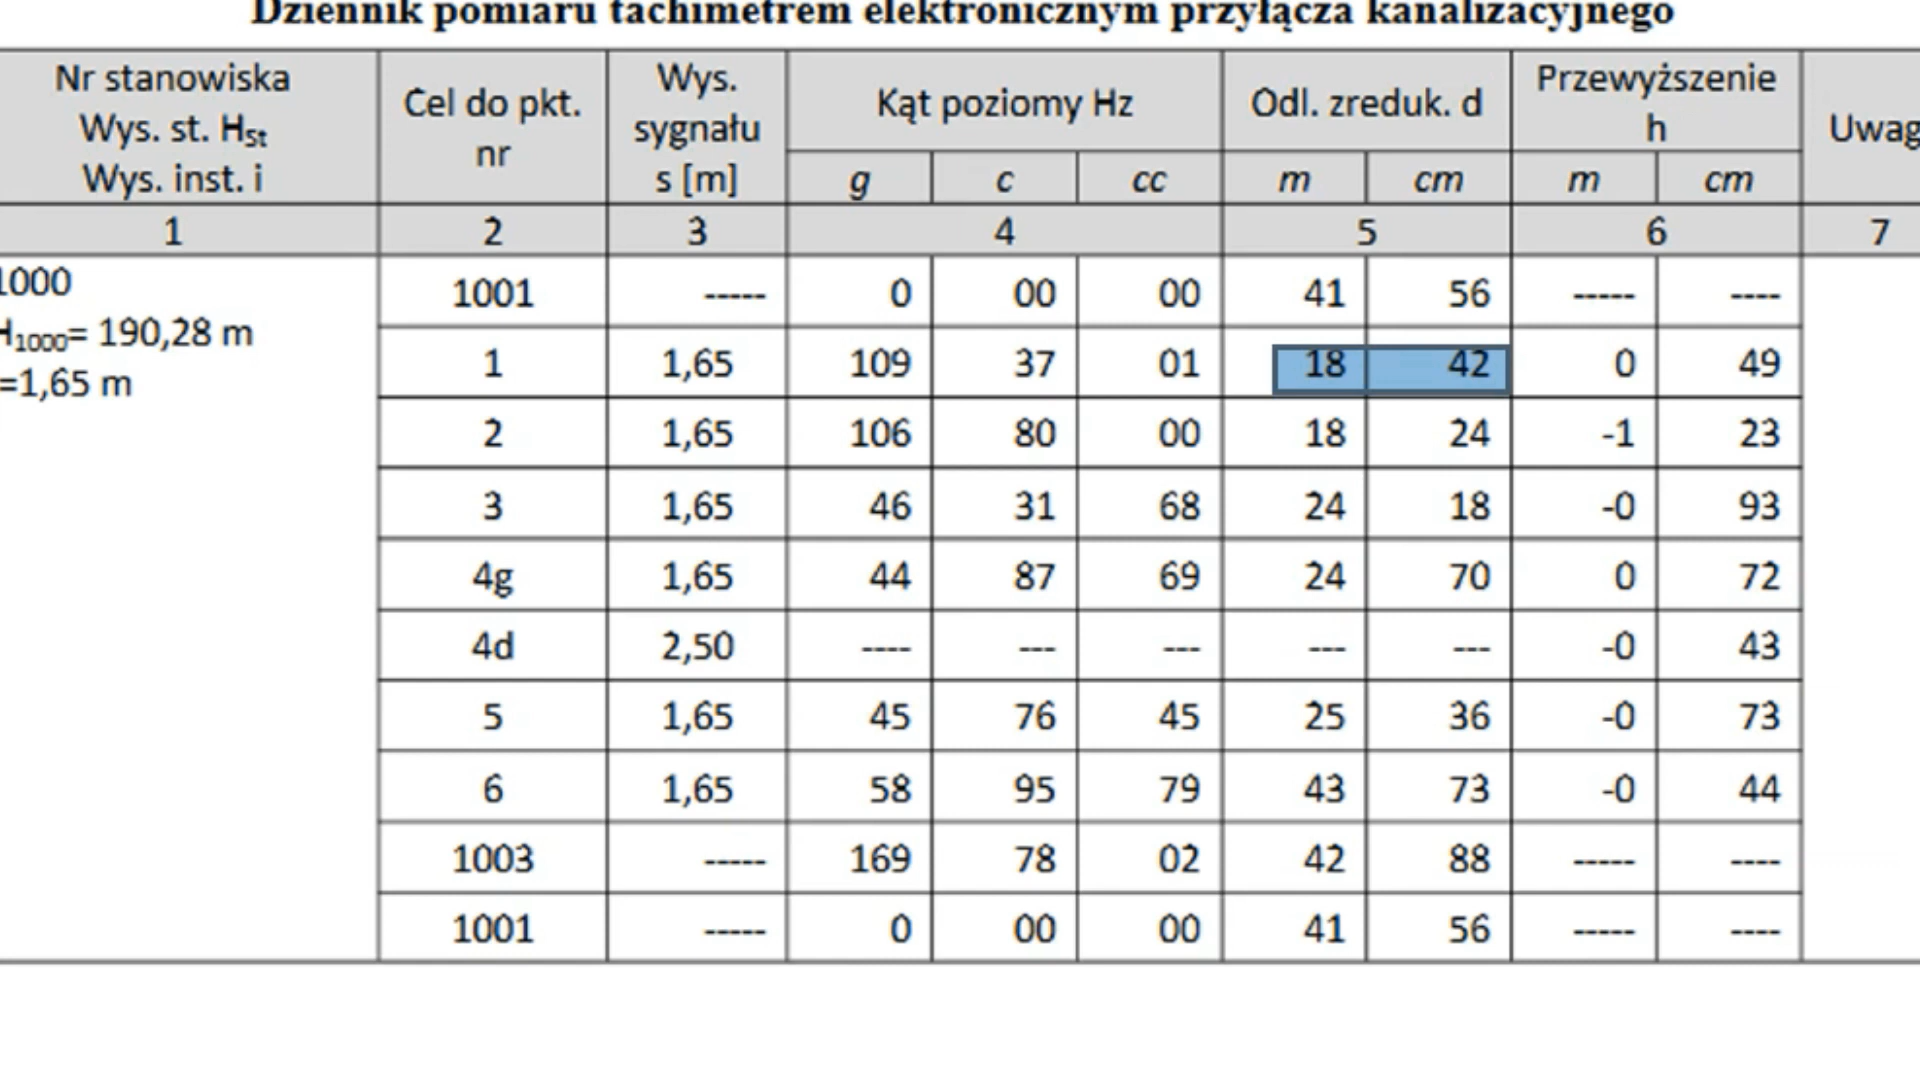 Dziennik pomiaru tachimetrem elektronicznym przyłącza kanalizacyjnego
Nr stanowiska
Wys. st. HSt
Wys. inst. i
Cel do pkt.
nr
Wys.
sygnału
s [m]
Kąt poziomy Hz
Odl. zreduk. d
Przewyższenie
h
Uwag
g c cc m cm m cm
1 2 3 4 5 6 7
1000
H1000= 190,28 m
=1,65 m
1001 ----- 0 00 00 41 56 ----- ----
1 1,65 109 37 01 18 42 0 49
2 1,65 106 80 00 18 24 -1 23
3 1,65 46 31 68 24 18 -0 93
4g 1,65 44 87 69 24 70 0 72
4d 2,50 ---- --- --- --- --- -0 43
5 1,65 45 76 45 25 36 -0 73
6 1,65 58 95 79 43 73 -0 44
1003 ----- 169 78 02 42 88 ----- ----
1001 ----- 0 00 00 41 56 ----- ----